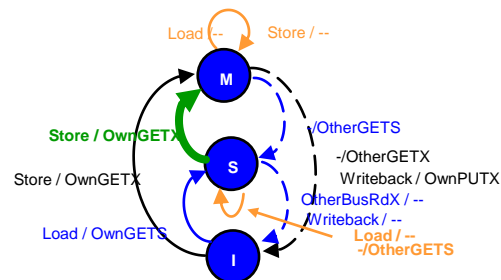 Load /--
Store / --
M
-/OtherGETS
Store / OwnGETX
S
-/OtherGETX
Store / OwnGETX
Writeback / OwnPUTX
OtherBusRdX / --
Writeback / --
Load / OwnGETS
Load / --
-/OtherGETS
I